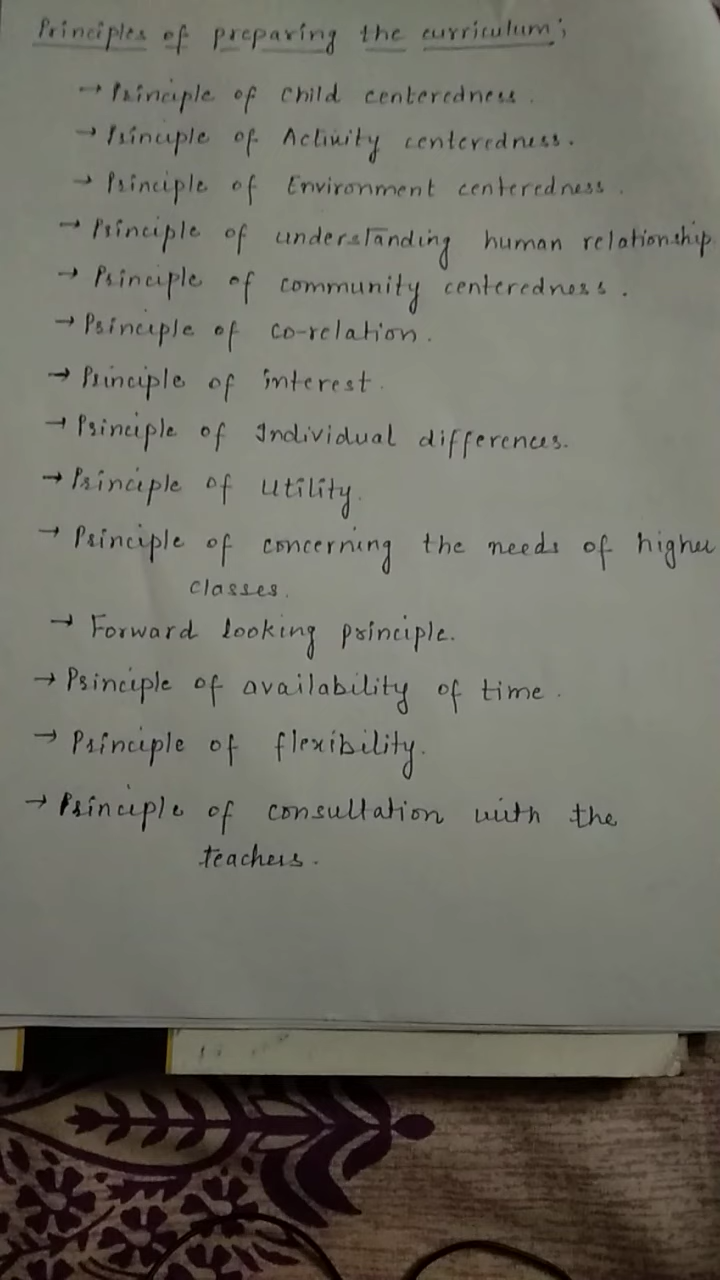 Principles of preparing the curriculum;
→ Principle of child centeredness.
→ Principle of Activity centeredness.
→ Principle of Environment centeredness.
→ Principle of understanding human relationship
→ Principle of community centeredness.
→ Principle of co-relation.
→ Principle of interest.
→ Principle of Individual differences.
→ Principle of Utility.
→ Principle of concerning the needs of higher
classes.
→ Forward looking principle.
→ Principle of availability of time.
→ Principle of flexibility.
→ Principle of consultation with the
teachers.